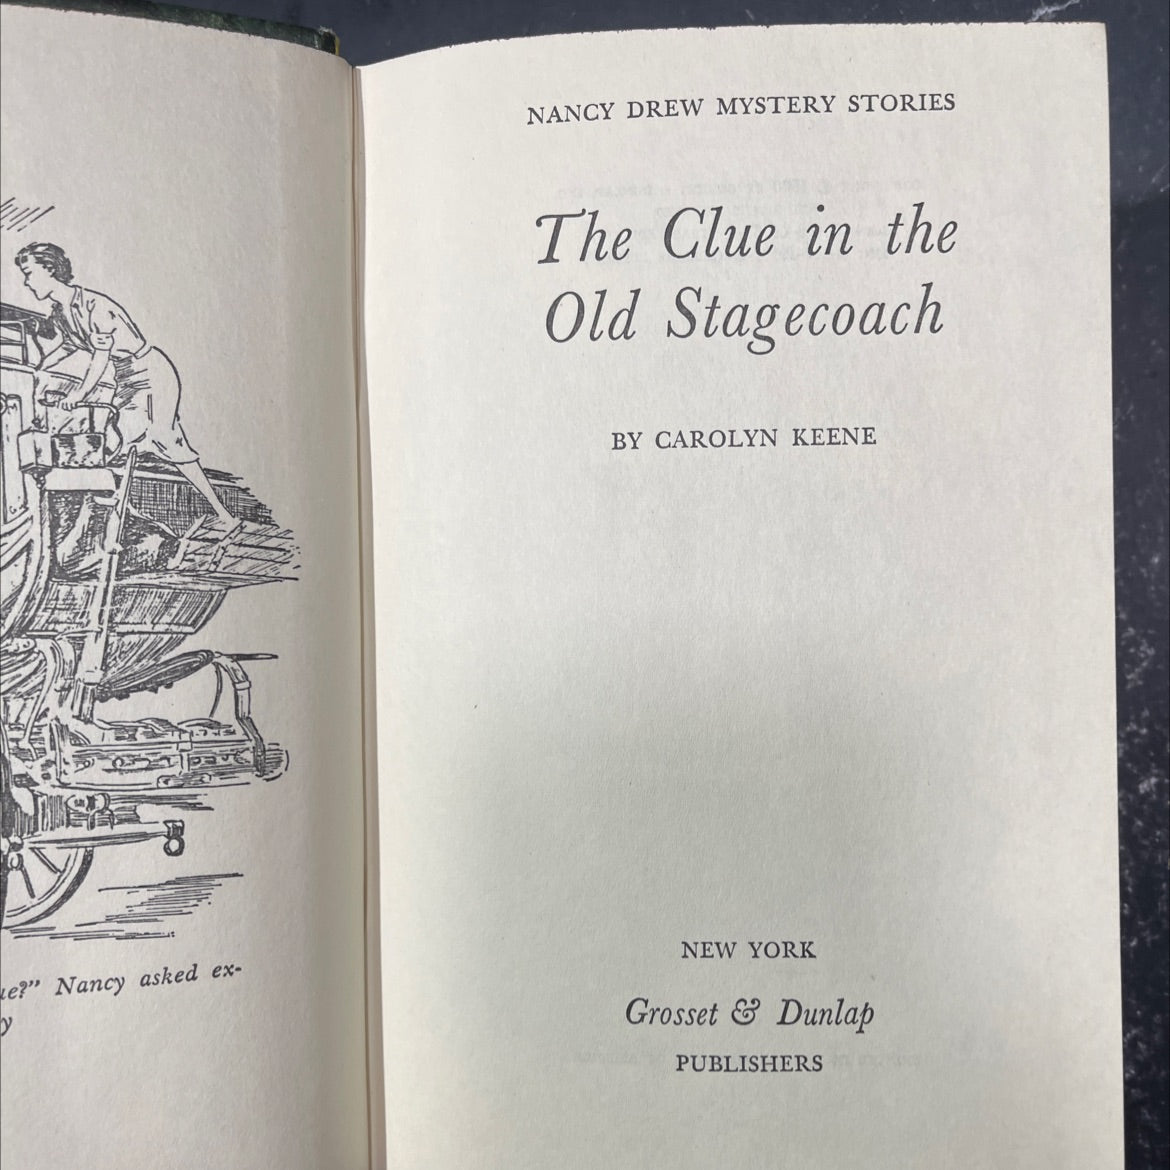 Nancy asked ex-
NANCY DREW MYSTERY STORIES
The Clue in the
Old Stagecoach
BY CAROLYN KEENE
NEW YORK
Grosset & Dunlap
PUBLISHERS